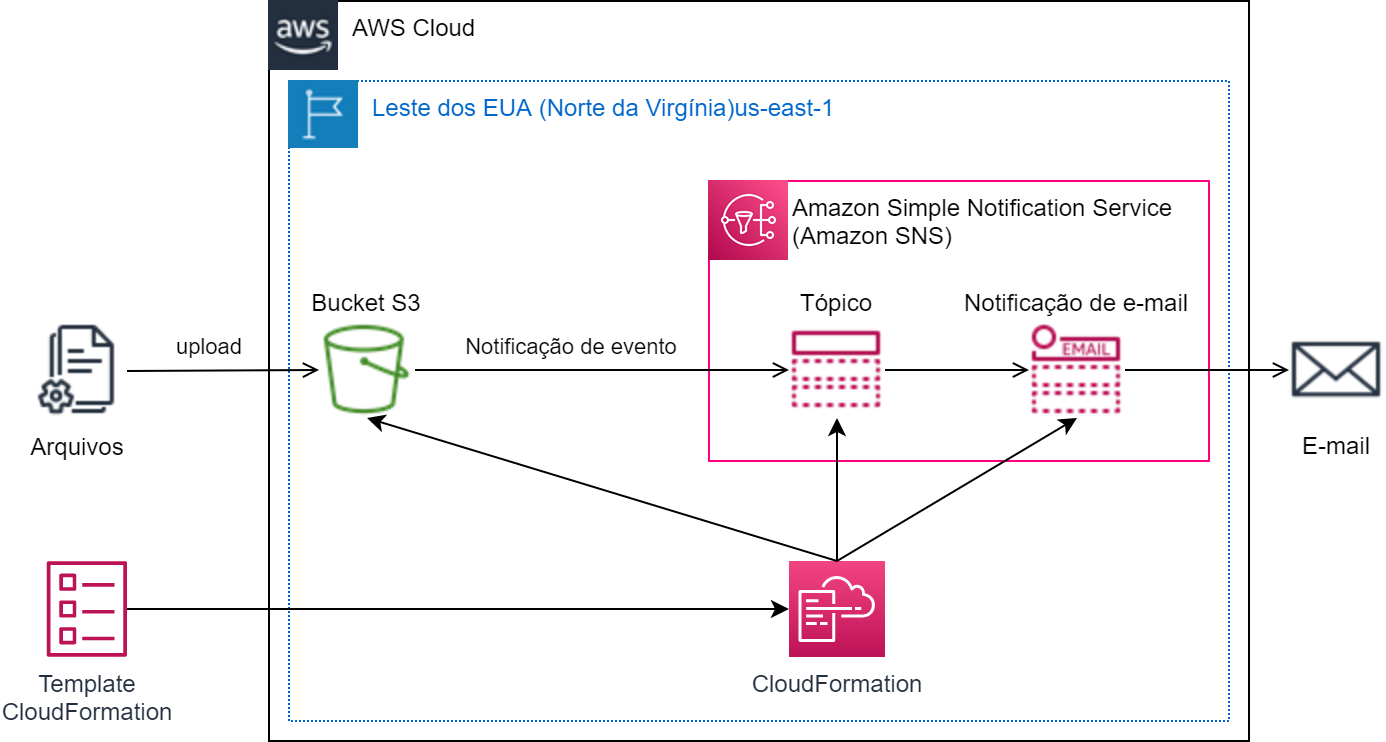 aws
AWS Cloud
Leste dos EUA (Norte da Virgínia)us-east-1
Amazon Simple Notification Service
(Amazon SNS)
Bucket S3
Tópico
Notificação de e-mail
upload
Notificação de evento
EMAIL
Arquivos
E-mail
Template
CloudFormation
CloudFormation